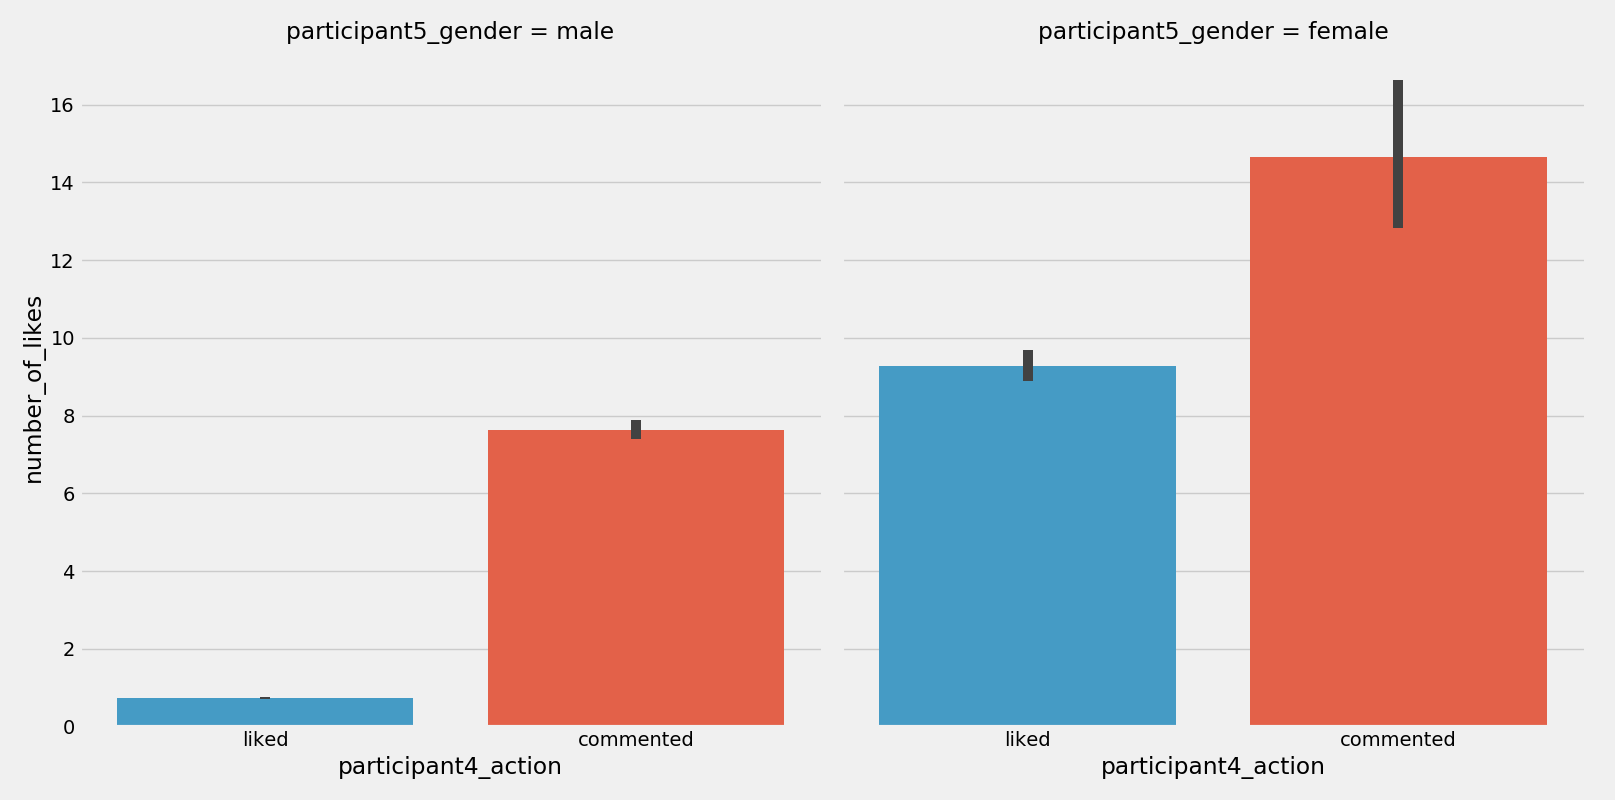 participant5_gender = male
participant5_gender = female
number_of_likes
16
14
12
10
8
6
4
2
0
liked
commented
liked
commented
participant4_action
participant4_action